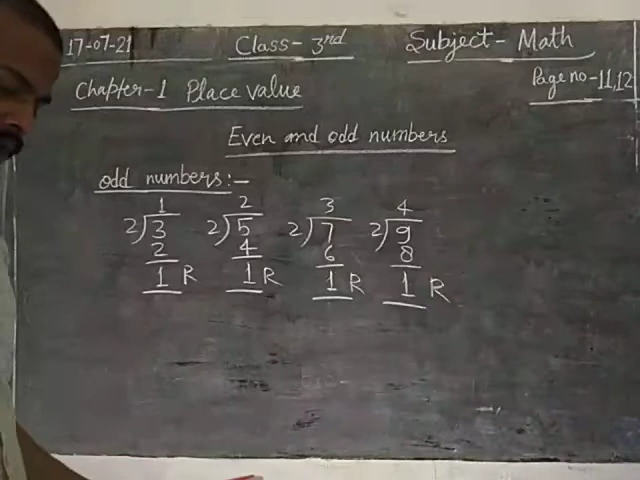 17-07-21 Class- 3rd Subject- Math
Chapter-1 Place value Page no-11,12
Even and odd numbers
odd numbers:-
1 2 3 4
2)3 2)5 2)7 2)9
2 4 6 8
1 R 1 R 1 R 1 R